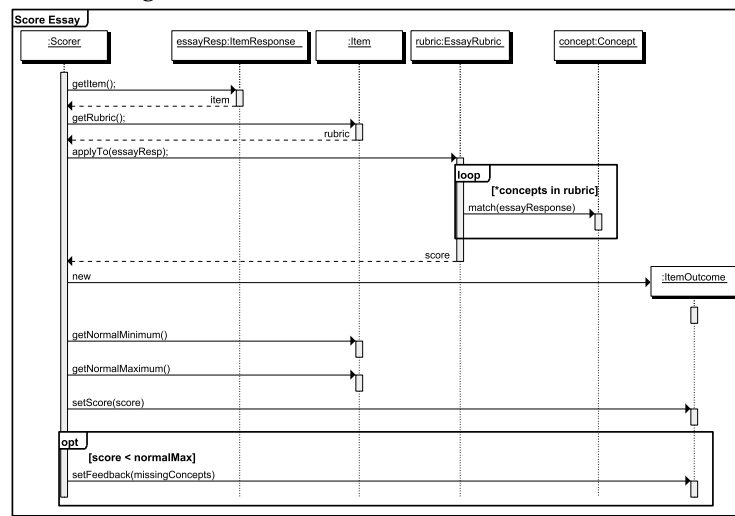 Score Essay
:Scorer
essayResp:ItemResponse
:Item
rubric:EssayRubric
concept:Concept
getItem();
item
getRubric();
rubric
applyTo(essayResp);
loop
[*concepts in rubric]
match(essayResponse)
score
new
:ItemOutcome
getNormalMinimum()
getNormalMaximum()
setScore(score)
opt
[score < normalMax]
setFeedback(missingConcepts)